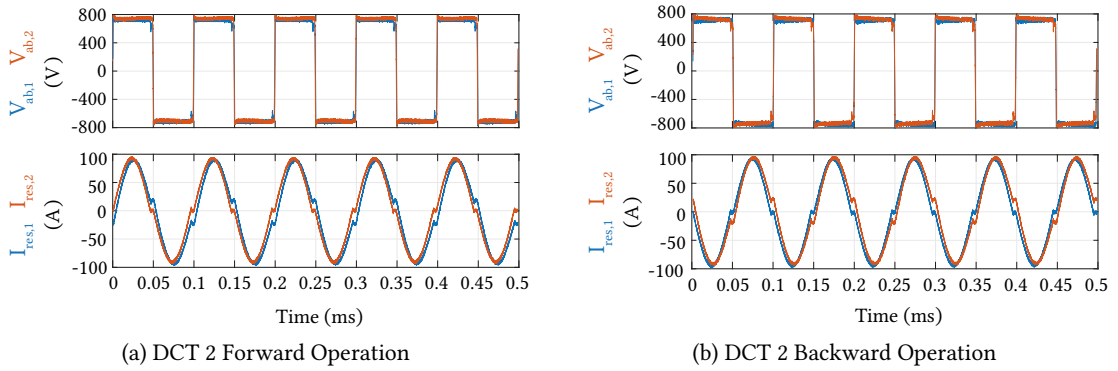 V_ab,1 V_ab,2
(V)
800
400
0
-400
-800
I_res,1 I_res,2
(A)
100
50
0
-50
-100
0 0.05 0.1 0.15 0.2 0.25 0.3 0.35 0.4 0.45 0.5
Time (ms)
(a) DCT 2 Forward Operation
V_ab,1 V_ab,2
(V)
800
400
0
-400
-800
I_res,1 I_res,2
(A)
100
50
0
-50
-100
0 0.05 0.1 0.15 0.2 0.25 0.3 0.35 0.4 0.45 0.5
Time (ms)
(b) DCT 2 Backward Operation